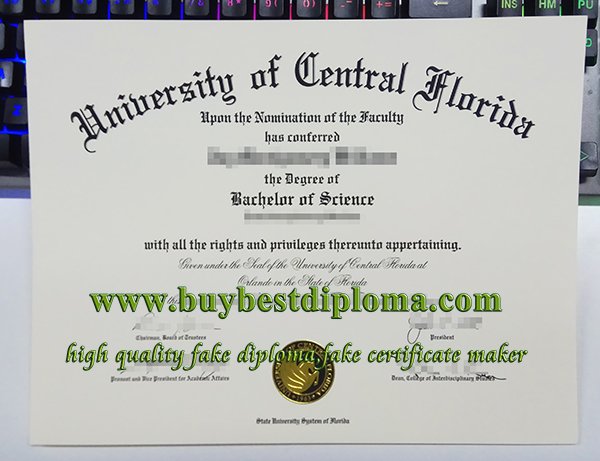 INS HM PU
University of Central Florida
Upon the Nomination of the Faculty
has conferred
the Degree of
Bachelor of Science
with all the rights and privileges thereunto appertaining.
Given under the Seal of the University of Central Florida at
Orlando in the State of Florida
www.buybestdiploma.com
Chairman, Board of Trustees
President
high quality fake diploma,fake certificate maker
Provost and Vice President for Academic Affairs
Dean, College of Interdisciplinary Studies
State University System of Florida